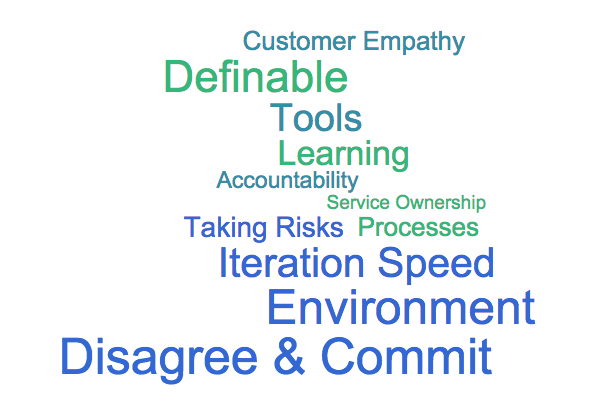 Customer Empathy
Definable
Tools
Learning
Accountability
Service Ownership
Taking Risks Processes
Iteration Speed
Environment
Disagree & Commit